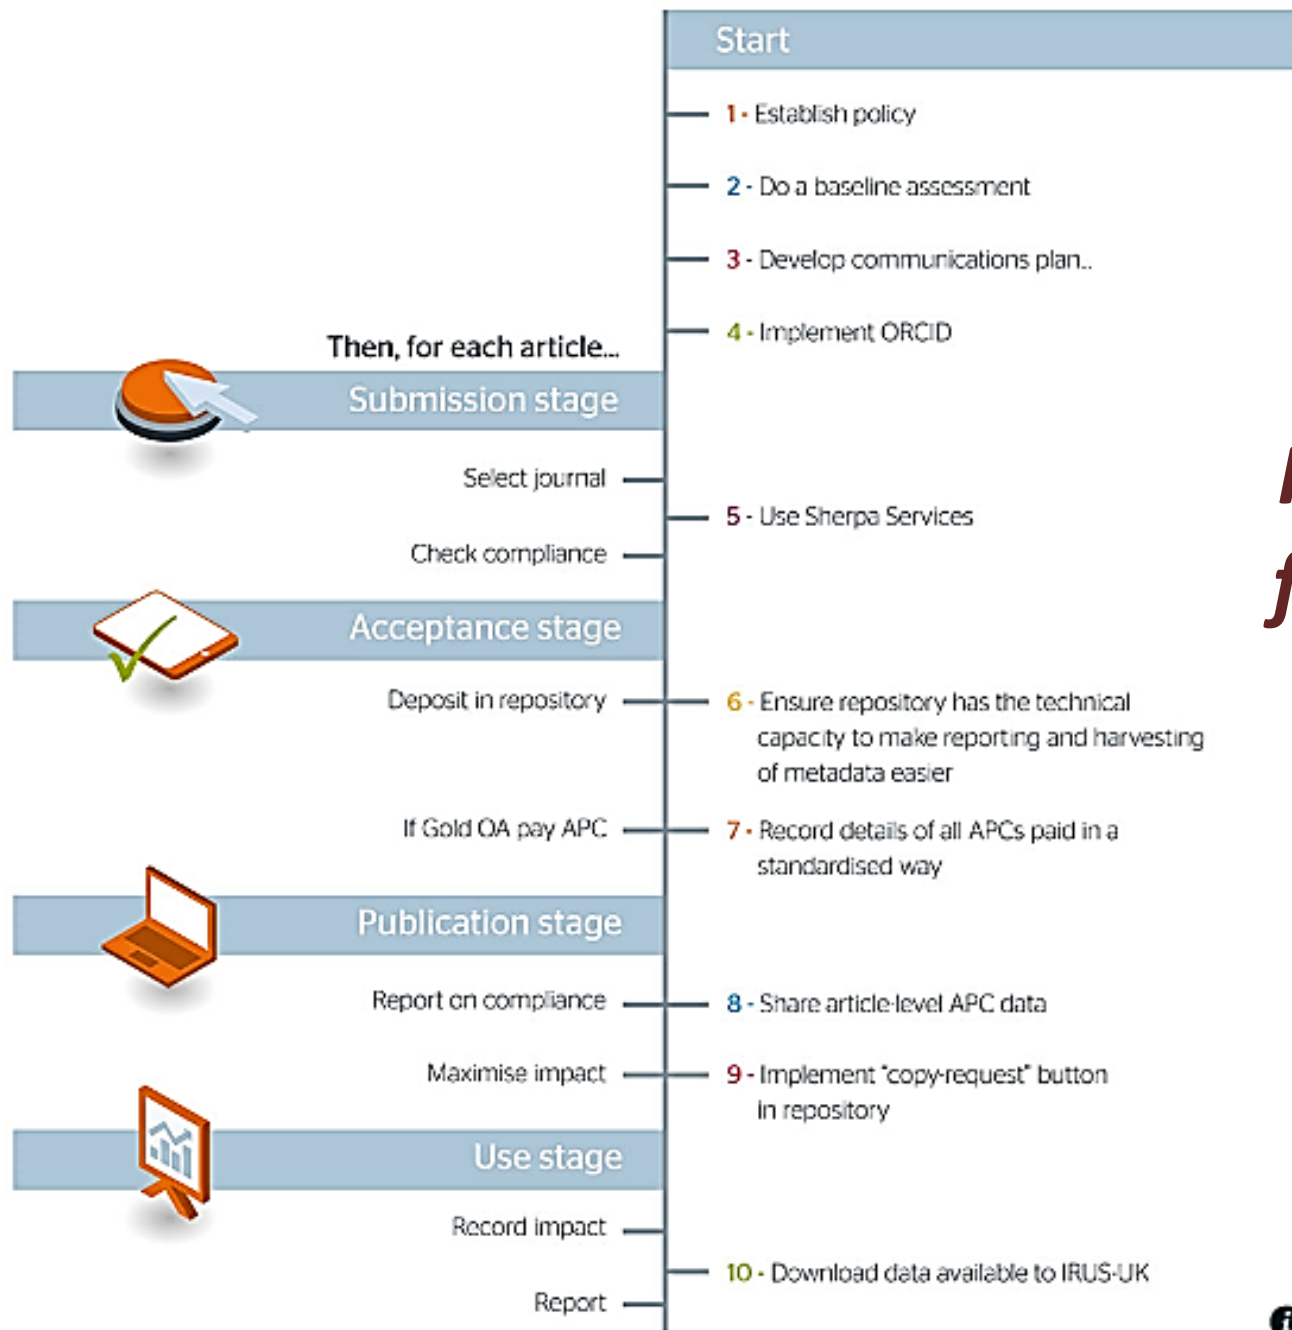 Start
1 - Establish policy
2 - Do a baseline assessment
3 - Develop communications plan..
4 - Implement ORCID
Then, for each article...
Submission stage
Select journal
5 - Use Sherpa Services
Check compliance
Acceptance stage
Deposit in repository
6 - Ensure repository has the technical
capacity to make reporting and harvesting
of metadata easier
If Gold OA pay APC
7 - Record details of all APCs paid in a
standardised way
Publication stage
Report on compliance
8 - Share article-level APC data
Maximise impact
9 - Implement "copy-request" button
in repository
Use stage
Record impact
10 - Download data available to IRUS-UK
Report